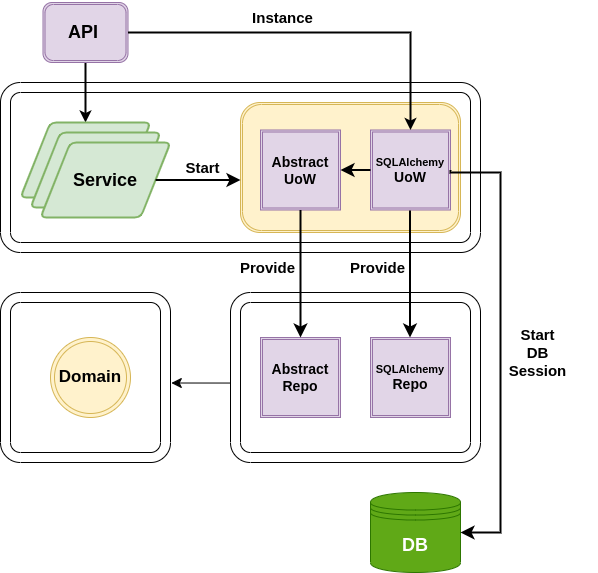 Instance
API
Service
Start
Abstract
UoW
SQLAlchemy
UoW
Provide
Provide
Start
DB
Session
Domain
Abstract
Repo
SQLAlchemy
Repo
DB